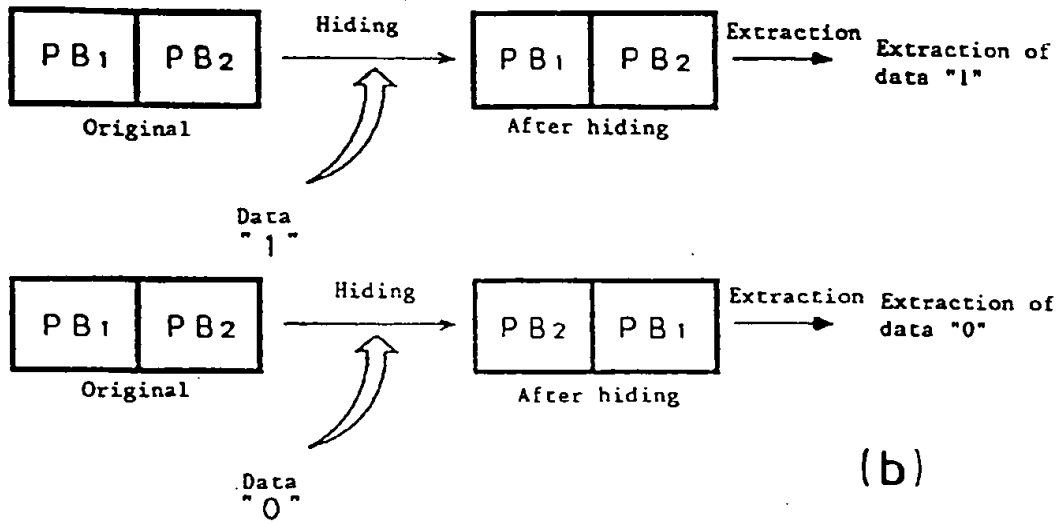 Hiding
Extraction
PB1 PB2
PB1 PB2
Extraction of
data "1"
Original
After hiding
Data
"1"
Hiding
Extraction
Extraction of
data "0"
PB1 PB2
PB2 PB1
Original
After hiding
Data
"0"
(b)